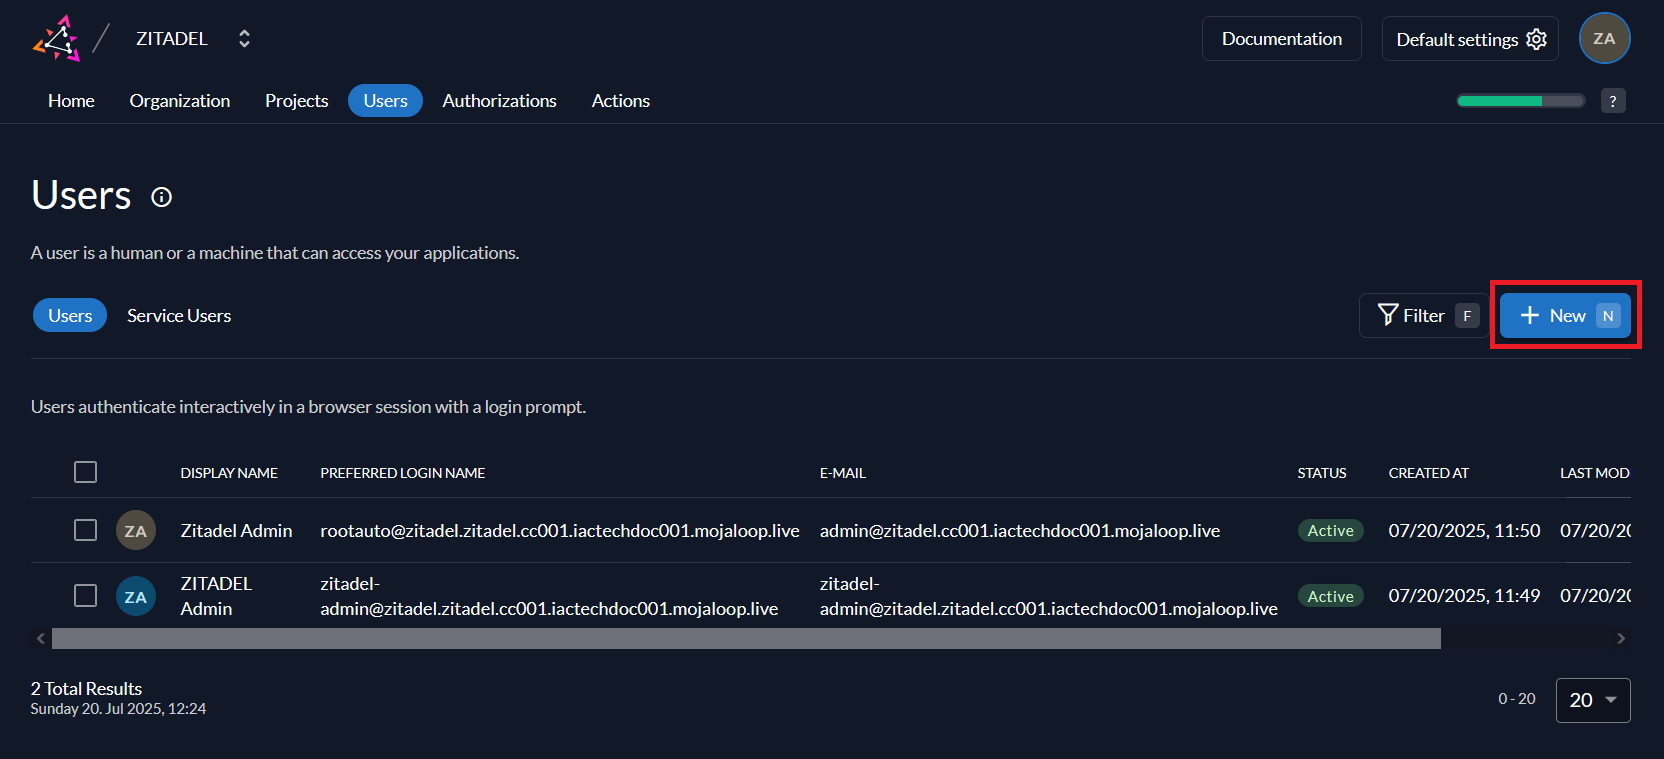 ZITADEL
Documentation
Default settings
ZA
Home
Organization
Projects
Users
Authorizations
Actions
?
Users
A user is a human or a machine that can access your applications.
Users
Service Users
Filter F
New N
Users authenticate interactively in a browser session with a login prompt.
DISPLAY NAME PREFERRED LOGIN NAME E-MAIL STATUS CREATED AT LAST MOD
ZA Zitadel Admin rootauto@zitadel.zitadel.cc001.iactechdoc001.mojaloop.live admin@zitadel.cc001.iactechdoc001.mojaloop.live Active 07/20/2025, 11:50 07/20/20
ZITADEL zitadel- zitadel-
ZA Admin admin@zitadel.zitadel.cc001.iactechdoc001.mojaloop.live admin@zitadel.zitadel.cc001.iactechdoc001.mojaloop.live Active 07/20/2025, 11:49 07/20/20
2 Total Results
Sunday 20. Jul 2025, 12:24
0 - 20
20